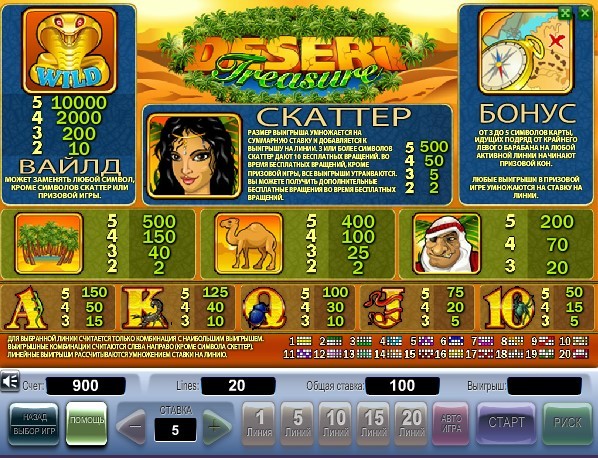 DESERT
Treasure
WILD
5 10000
4 2000
3 200
2 10
ВАЙЛД
МОЖЕТ ЗАМЕНЯТЬ ЛЮБОЙ СИМВОЛ,
КРОМЕ СИМВОЛОВ СКАТТЕР ИЛИ
ПРИЗОВОЙ ИГРЫ.
СКАТТЕР
РАЗМЕР ВЫИГРЫША УМНОЖАЕТСЯ НА
СУММАРНУЮ СТАВКУ И ДОБАВЛЯЕТСЯ К
ВЫИГРЫШУ НА ЛИНИИ. 3 ИЛИ БОЛЕЕ СИМВОЛОВ
СКАТТЕР ДАЮТ 10 БЕСПЛАТНЫХ ВРАЩЕНИЙ. ВО
ВРЕМЯ БЕСПЛАТНЫХ ВРАЩЕНИЙ, КРОМЕ
ПРИЗОВОЙ ИГРЫ, ВСЕ ВЫИГРЫШИ УТРАИВАЮТСЯ.
ВЫ МОЖЕТЕ ПОЛУЧИТЬ ДОПОЛНИТЕЛЬНЫЕ
БЕСПЛАТНЫЕ ВРАЩЕНИЯ ВО ВРЕМЯ БЕСПЛАТНЫХ
ВРАЩЕНИЙ.
5 500
4 50
3 5
2 2
БОНУС
ОТ 3 ДО 5 СИМВОЛОВ КАРТЫ,
ИДУЩИХ ПОДРЯД ОТ КРАЙНЕГО
ЛЕВОГО БАРАБАНА НА ЛЮБОЙ
АКТИВНОЙ ЛИНИИ НАЧИНАЮТ
ПРИЗОВОЙ КОН.
ЛЮБЫЕ ВЫИГРЫШИ В ПРИЗОВОЙ
ИГРЕ УМНОЖАЮТСЯ НА СТАВКУ НА
ЛИНИИ.
5 500
4 150
3 40
2 2
5 400
4 100
3 25
2 2
5 200
4 70
3 20
A
5 150
4 50
3 15
K
5 125
4 40
3 10
Q
5 100
4 30
3 10
J
5 75
4 20
3 5
10
5 50
4 15
3 5
ДЛЯ ВЫБРАННОЙ ЛИНИИ СЧИТАЕТСЯ ТОЛЬКО КОМБИНАЦИЯ С НАИБОЛЬШИМ ВЫИГРЫШЕМ.
ВЫИГРЫШНЫЕ КОМБИНАЦИИ СЧИТАЮТСЯ СЛЕВА НАПРАВО (КРОМЕ СИМВОЛА СКЕТТЕР).
ЛИНЕЙНЫЕ ВЫИГРЫШИ РАССЧИТЫВАЮТСЯ УМНОЖЕНИЕМ СТАВКИ НА ЛИНИЮ.
1 2 3 4 5 6 7 8 9 10
11 12 13 14 15 16 17 18 19 20
Счет: 900 Lines: 20 Общая ставка: 100 Выигрыш:
НАЗАД
ВЫБОР ИГР
ПОМОЩЬ
СТАВКА
5
1
Линия
5
Линий
10
Линий
15
Линий
20
Линий
АВТО
ИГРА
СТАРТ
РИСК